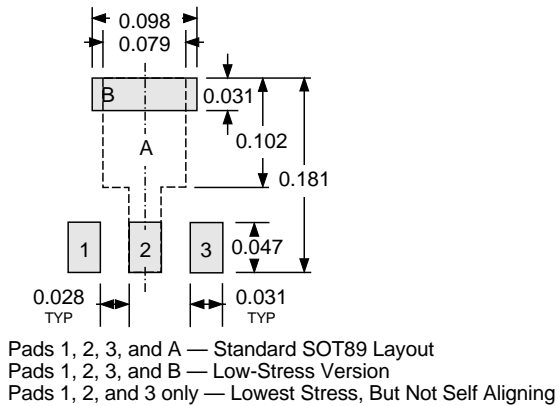 0.098
0.079
B
0.031
A
0.102
0.181
1
2
3
0.047
0.028
TYP
0.031
TYP
Pads 1, 2, 3, and A — Standard SOT89 Layout
Pads 1, 2, 3, and B — Low-Stress Version
Pads 1, 2, and 3 only — Lowest Stress, But Not Self Aligning